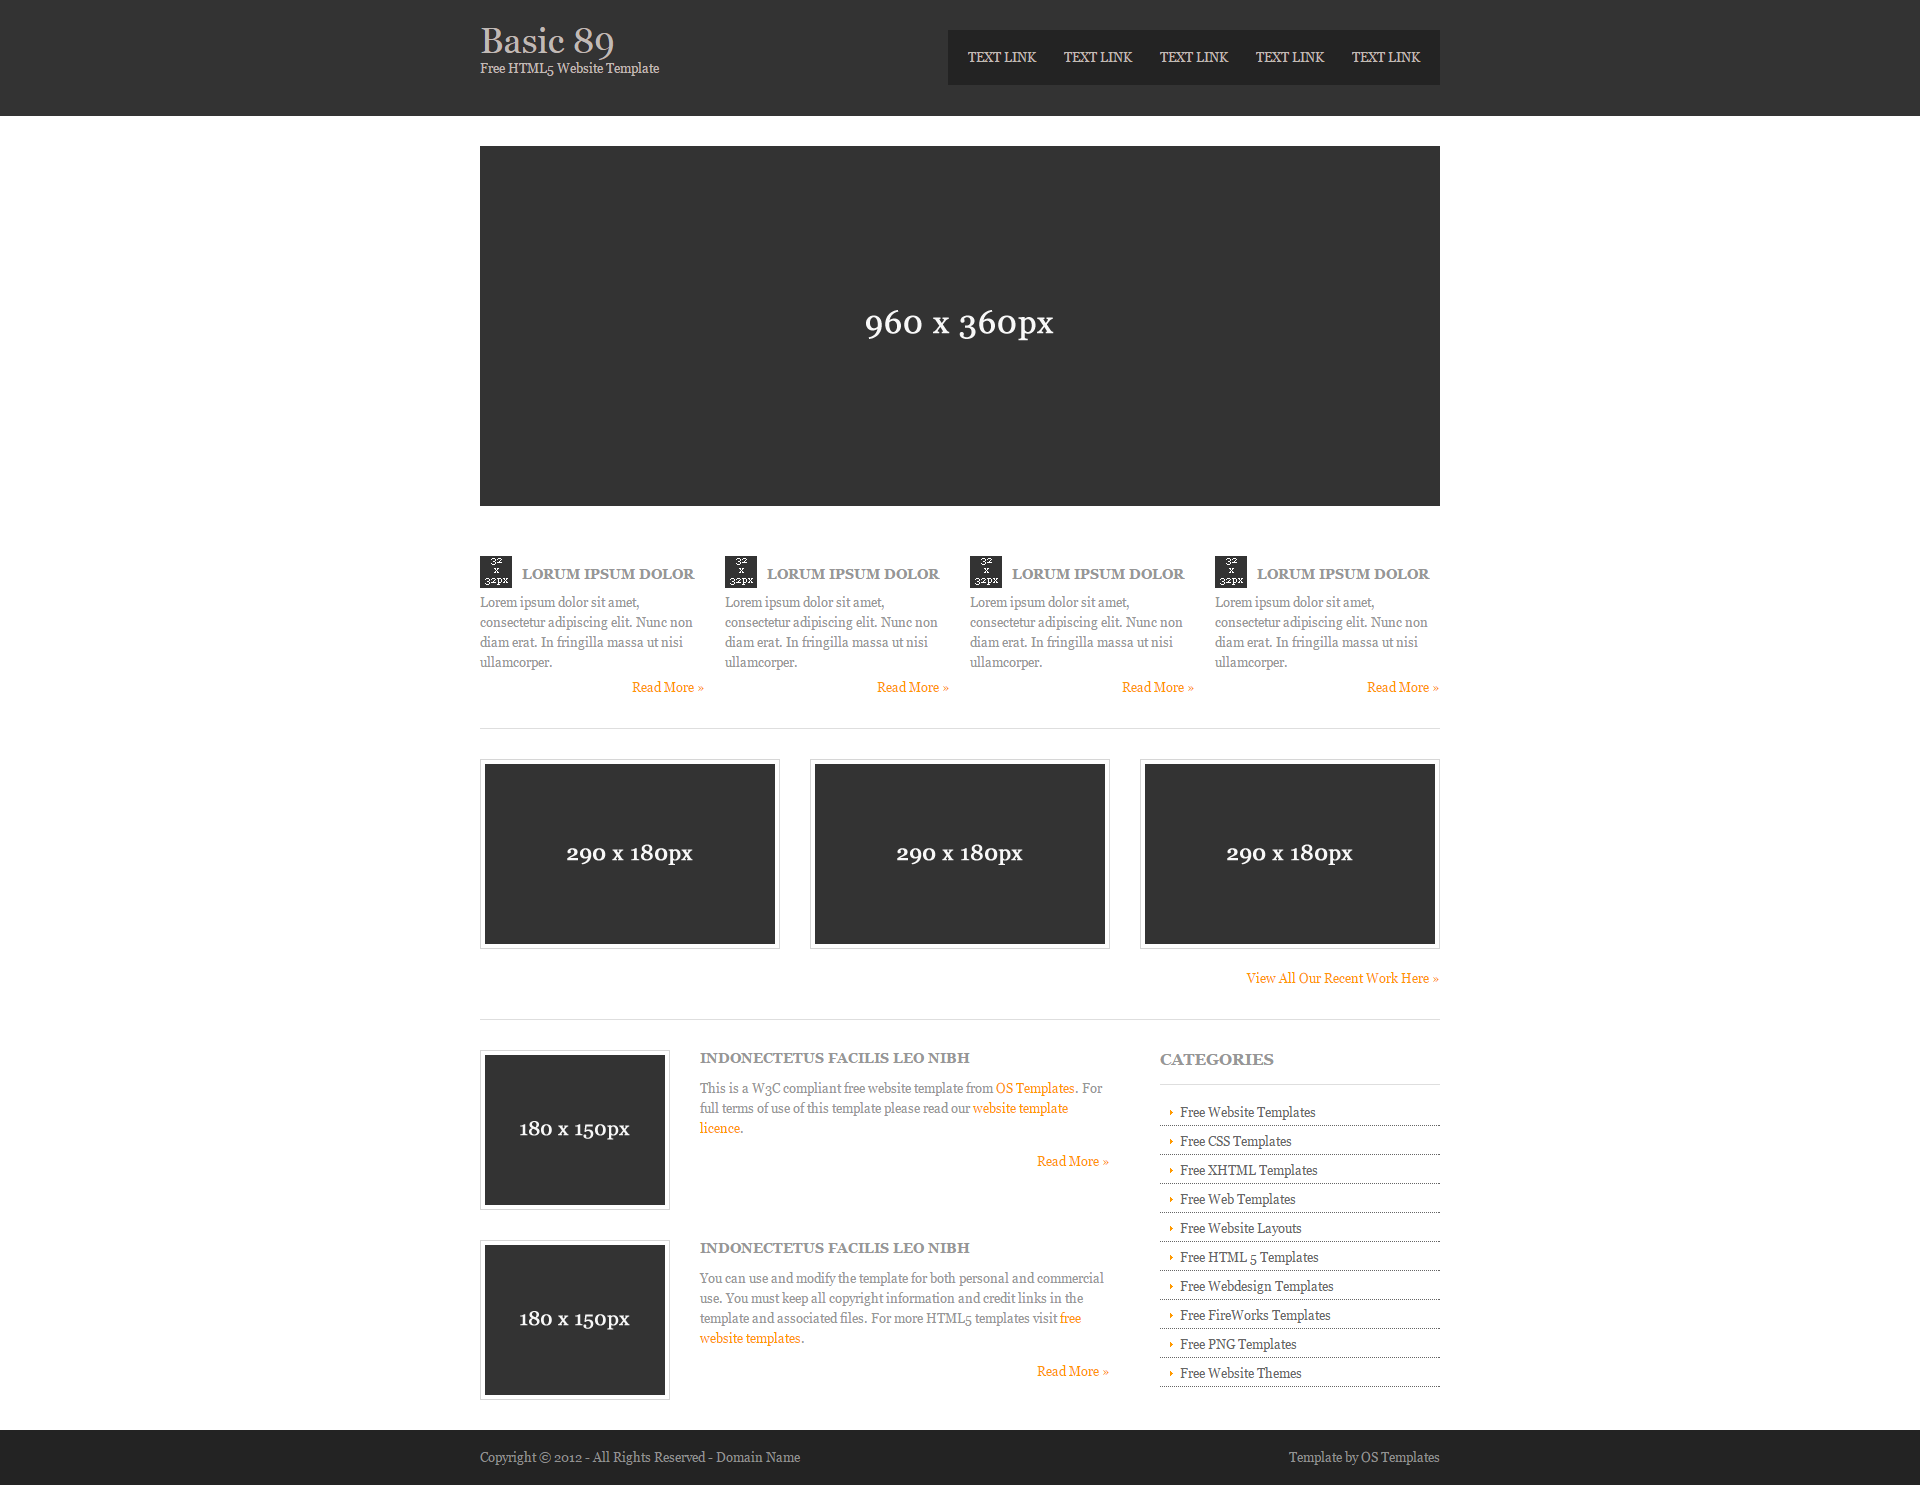 Basic 89
Free HTML5 Website Template
TEXT LINK TEXT LINK TEXT LINK TEXT LINK TEXT LINK
960 x 360px
32
x
32px
LORUM IPSUM DOLOR
Lorem ipsum dolor sit amet,
consectetur adipiscing elit. Nunc non
diam erat. In fringilla massa ut nisi
ullamcorper.
Read More »
32
x
32px
LORUM IPSUM DOLOR
Lorem ipsum dolor sit amet,
consectetur adipiscing elit. Nunc non
diam erat. In fringilla massa ut nisi
ullamcorper.
Read More »
32
x
32px
LORUM IPSUM DOLOR
Lorem ipsum dolor sit amet,
consectetur adipiscing elit. Nunc non
diam erat. In fringilla massa ut nisi
ullamcorper.
Read More »
32
x
32px
LORUM IPSUM DOLOR
Lorem ipsum dolor sit amet,
consectetur adipiscing elit. Nunc non
diam erat. In fringilla massa ut nisi
ullamcorper.
Read More »
290 x 180px
290 x 180px
290 x 180px
View All Our Recent Work Here »
180 x 150px
INDONECTETUS FACILIS LEO NIBH
This is a W3C compliant free website template from OS Templates. For
full terms of use of this template please read our website template
licence.
Read More »
180 x 150px
INDONECTETUS FACILIS LEO NIBH
You can use and modify the template for both personal and commercial
use. You must keep all copyright information and credit links in the
template and associated files. For more HTML5 templates visit free
website templates.
Read More »
CATEGORIES
Free Website Templates
Free CSS Templates
Free XHTML Templates
Free Web Templates
Free Website Layouts
Free HTML 5 Templates
Free Webdesign Templates
Free FireWorks Templates
Free PNG Templates
Free Website Themes
Copyright © 2012 - All Rights Reserved - Domain Name
Template by OS Templates